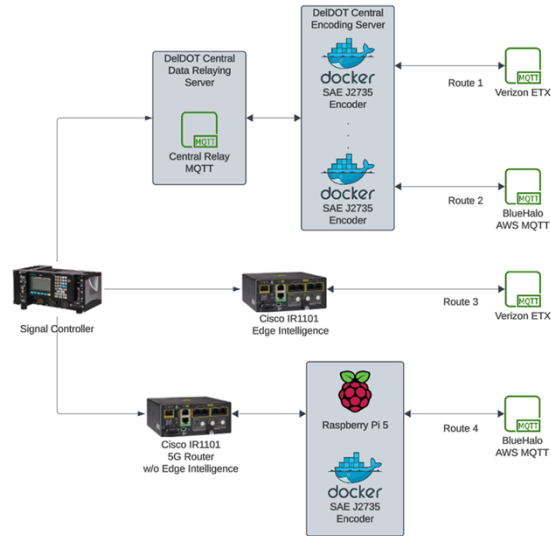 DelDOT Central
Data Relaying
Server
MQTT
Central Relay
MQTT
DelDOT Central
Encoding Server
docker
SAE J2735
Encoder
docker
SAE J2735
Encoder
Route 1
MQTT
Verizon ETX
Route 2
MQTT
BlueHalo
AWS MQTT
Signal Controller
Cisco IR1101
Edge Intelligence
Route 3
MQTT
Verizon ETX
Cisco IR1101
5G Router
w/o Edge Intelligence
Raspberry Pi 5
docker
SAE J2735
Encoder
Route 4
MQTT
BlueHalo
AWS MQTT